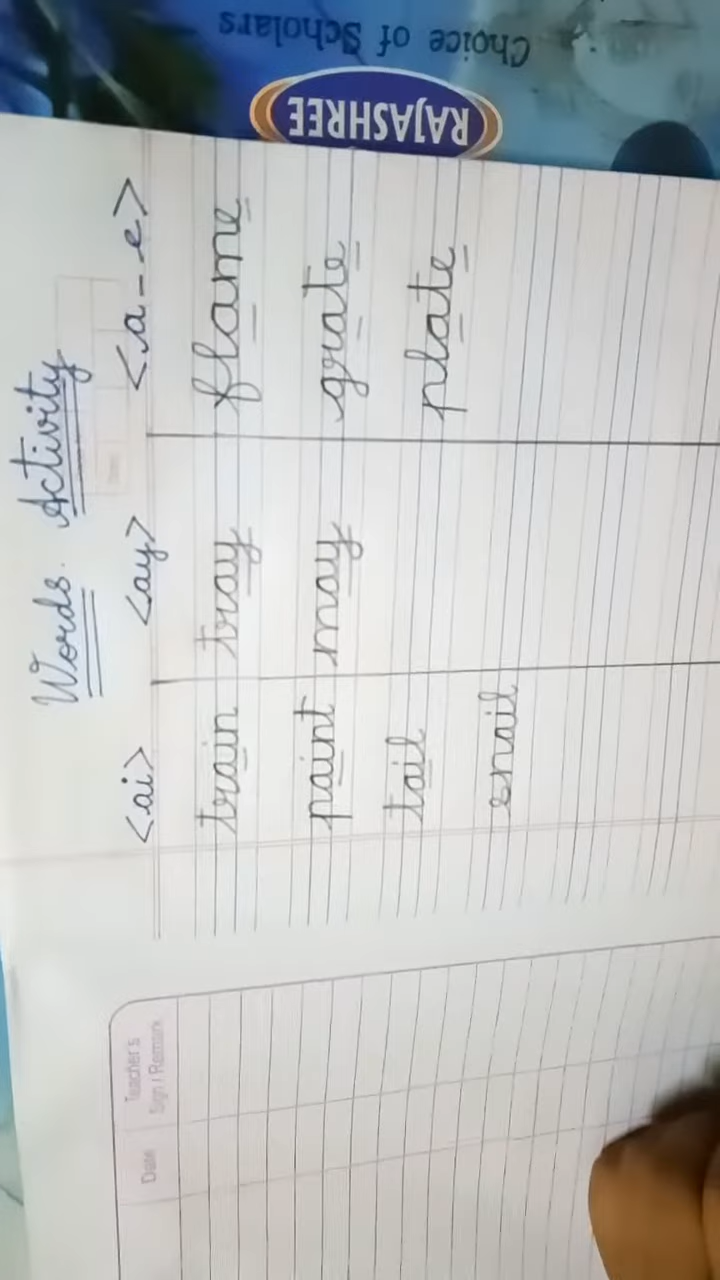 Choice of Scholars
RAJASHREE
Words. Activity
<ai> <ay> <a-e>
train tray flame
paint may grate
tail plate
snail
Date Teacher's Sign / Remark